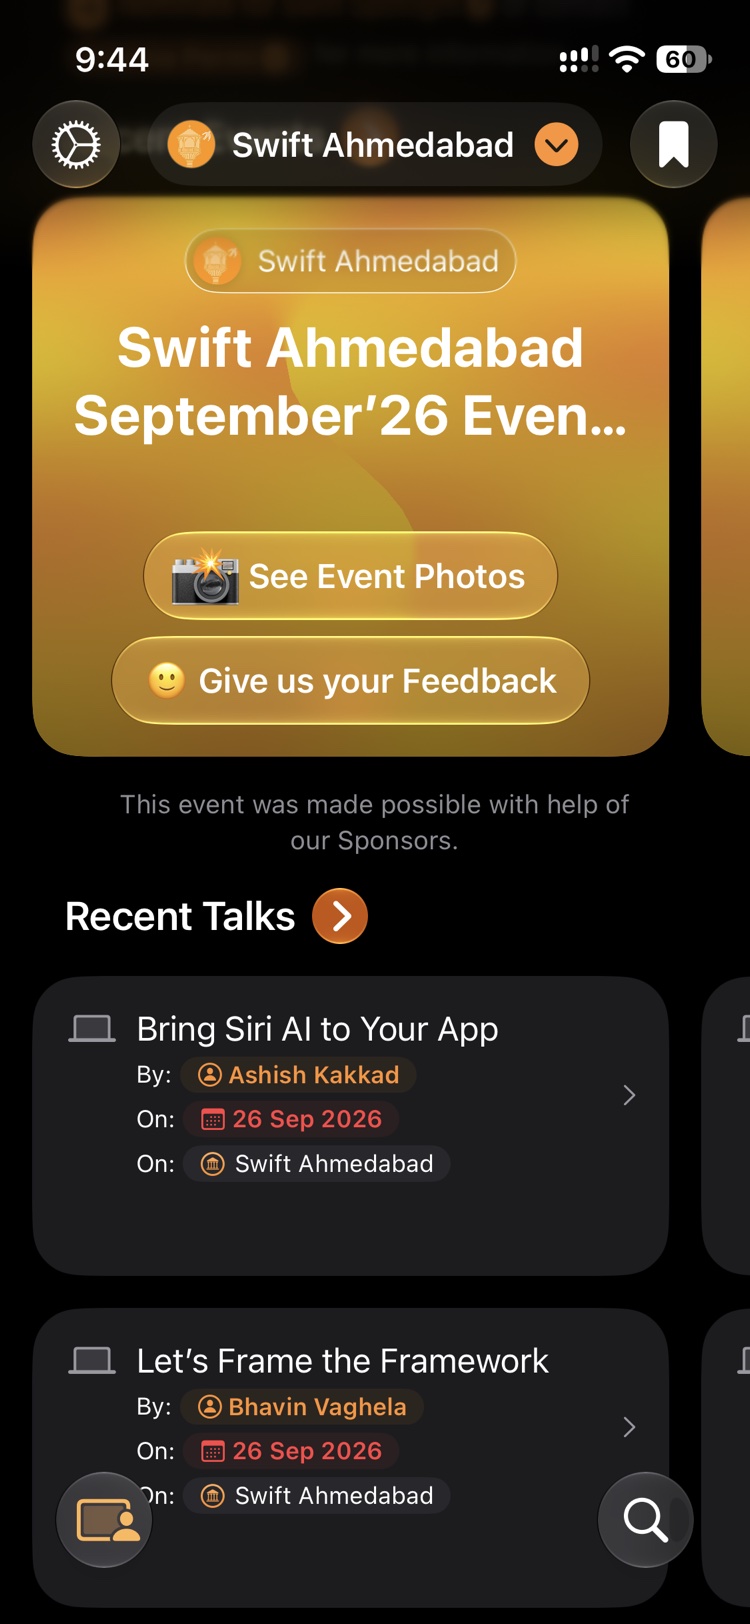 9:44
60
Swift Ahmedabad
Swift Ahmedabad
Swift Ahmedabad
September’26 Even...
See Event Photos
Give us your Feedback
This event was made possible with help of
our Sponsors.
Recent Talks
Bring Siri AI to Your App
By: Ashish Kakkad
On: 26 Sep 2026
On: Swift Ahmedabad
Let’s Frame the Framework
By: Bhavin Vaghela
On: 26 Sep 2026
On: Swift Ahmedabad